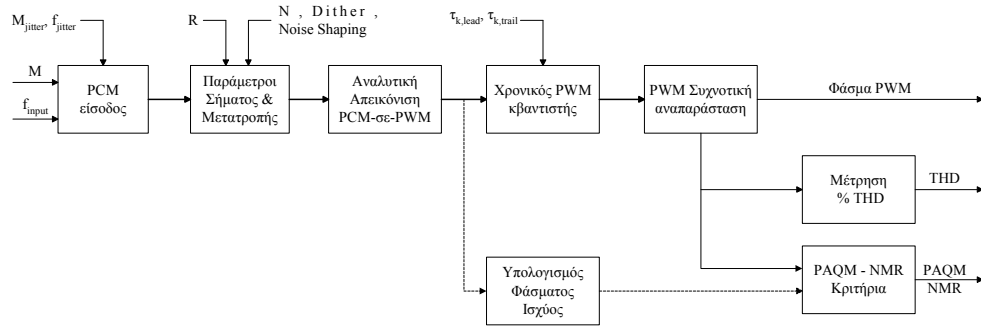 M_jitter, f_jitter
R
N , Dither ,
Noise Shaping
τ_k,lead, τ_k,trail
M
f_input
PCM
είσοδος
Παράμετροι
Σήματος &
Μετατροπής
Αναλυτική
Απεικόνιση
PCM-σε-PWM
Χρονικός PWM
κβαντιστής
PWM Συχνοτική
αναπαράσταση
Φάσμα PWM
Μέτρηση
% THD
THD
Υπολογισμός
Φάσματος
Ισχύος
PAQM - NMR
Κριτήρια
PAQM
NMR